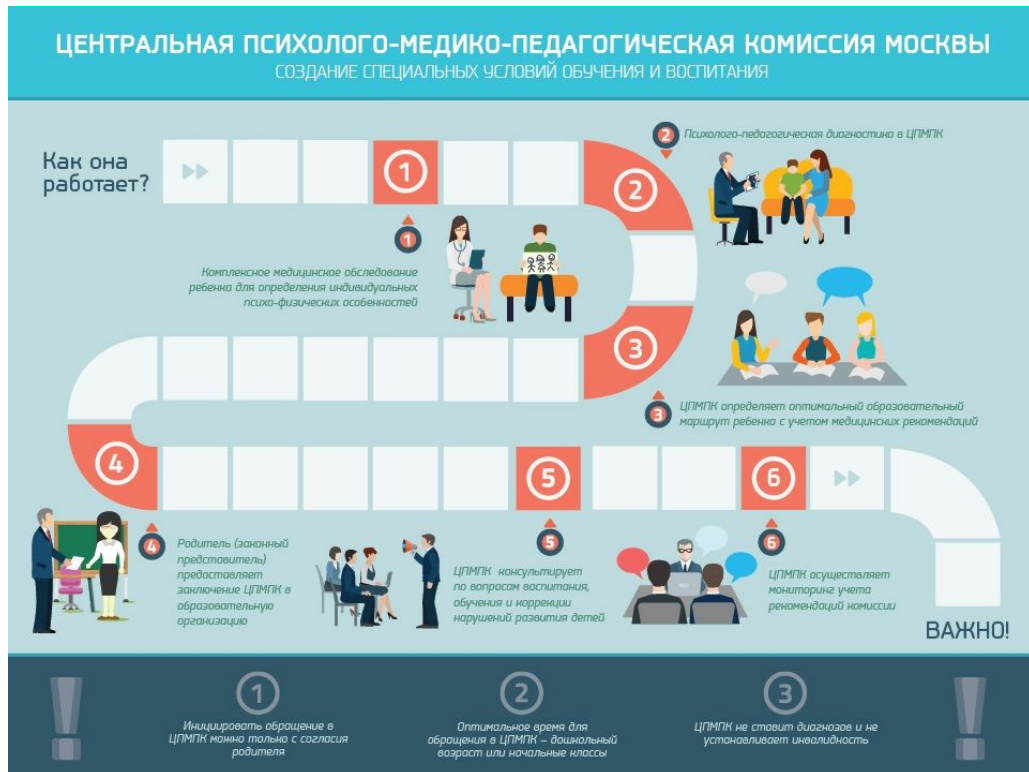 ЦЕНТРАЛЬНАЯ ПСИХОЛОГО-МЕДИКО-ПЕДАГОГИЧЕСКАЯ КОМИССИЯ МОСКВЫ
СОЗДАНИЕ СПЕЦИАЛЬНЫХ УСЛОВИЙ ОБУЧЕНИЯ И ВОСПИТАНИЯ
Как она
работает?
1
2
2
Психолого-педагогическая диагностика в ЦПМПК
1
Комплексное медицинское обследование
ребенка для определения индивидуальных
психо-физических особенностей
3
3
ЦПМПК определяет оптимальный образовательный
маршрут ребенка с учетом медицинских рекомендаций
4
5
6
4
Родитель (законный
представитель)
предоставляет
заключение ЦПМПК в
образовательную
организацию
5
ЦПМПК консультирует
по вопросам воспитания,
обучения и коррекции
нарушений развития детей
6
ЦПМПК осуществляет
мониторинг учета
рекомендаций комиссии
ВАЖНО!
!
1
Инициировать обращение в
ЦПМПК можно только с согласия
родителя
2
Оптимальное время для
обращения в ЦПМПК – дошкольный
возраст или начальные классы
3
ЦПМПК не ставит диагнозов и не
устанавливает инвалидность
!